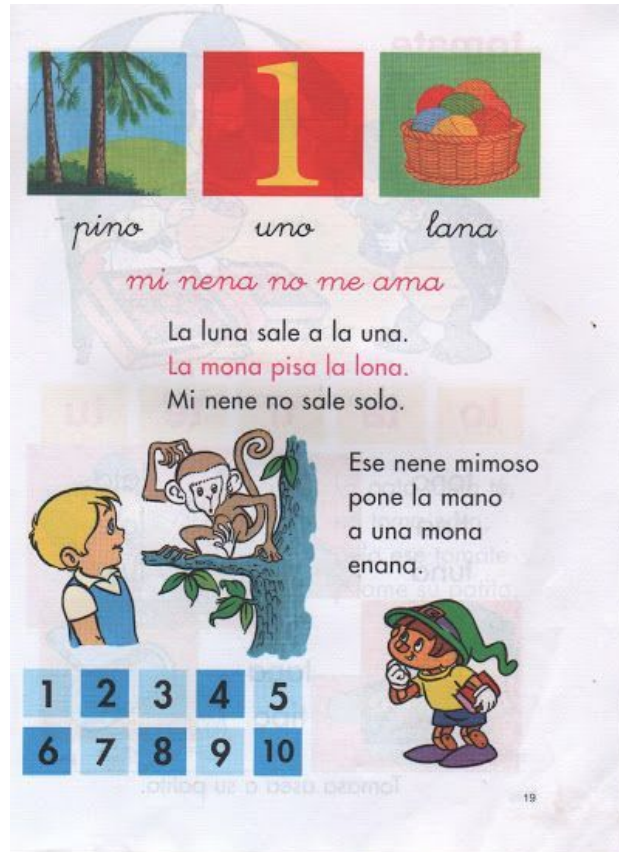 1
pino
uno
lana
mi nena no me ama
La luna sale a la una.
La mona pisa la lona.
Mi nene no sale solo.
Ese nene mimoso
pone la mano
a una mona
enana.
1 2 3 4 5
6 7 8 9 10
19